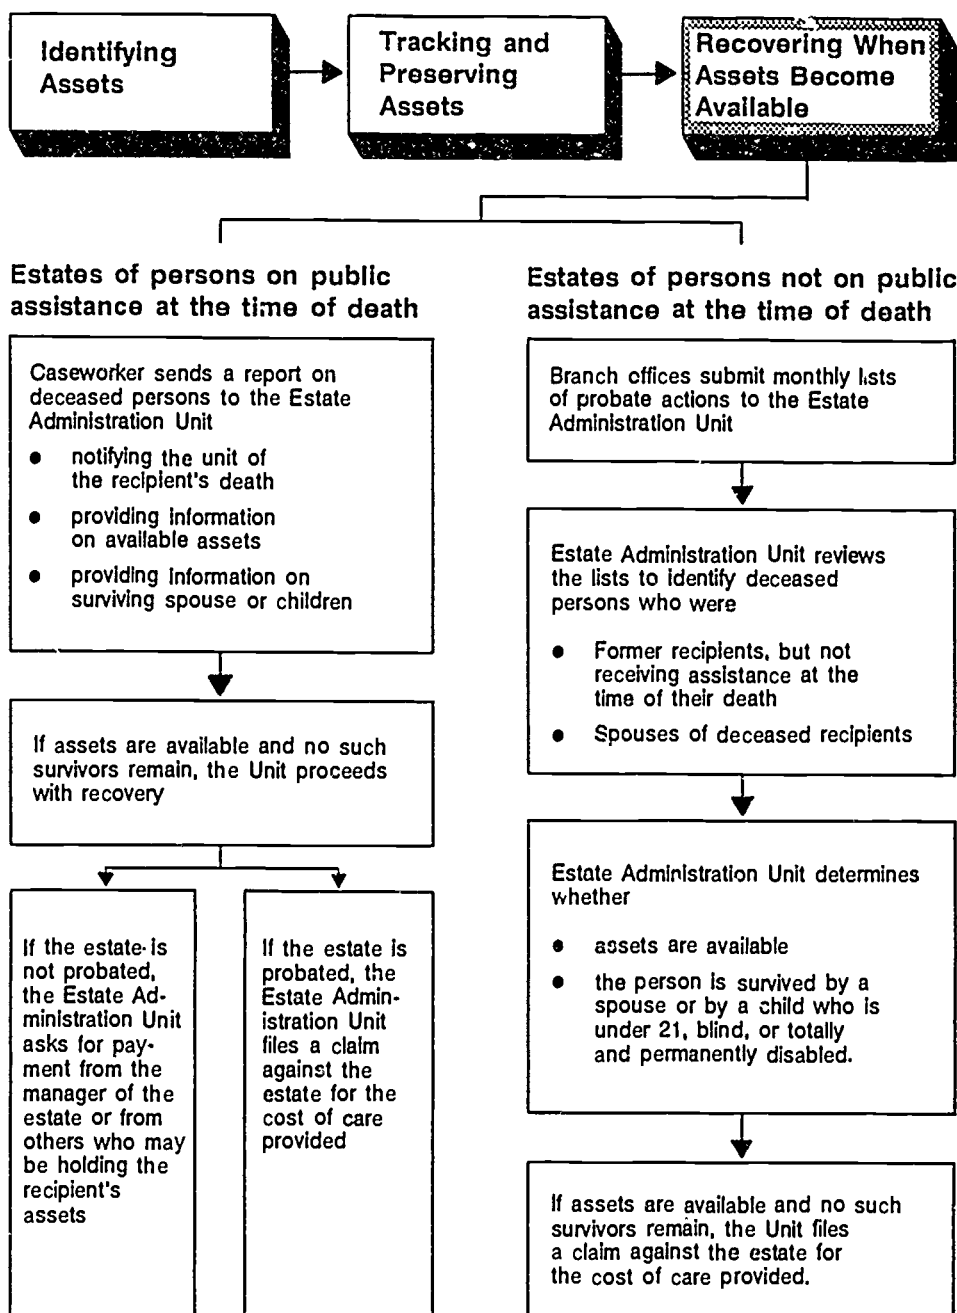 Identifying
Assets
Tracking and
Preserving
Assets
Recovering When
Assets Become
Available
Estates of persons on public
assistance at the time of death
Caseworker sends a report on
deceased persons to the Estate
Administration Unit
● notifying the unit of
the recipient's death
● providing information
on available assets
● providing information on
surviving spouse or children
If assets are available and no such
survivors remain, the Unit proceeds
with recovery
If the estate is
not probated,
the Estate Ad-
ministration Unit
asks for pay-
ment from the
manager of the
estate or from
others who may
be holding the
recipient's
assets
If the estate is
probated, the
Estate Admin-
istration Unit
files a claim
against the
estate for the
cost of care
provided
Estates of persons not on public
assistance at the time of death
Branch offices submit monthly lists
of probate actions to the Estate
Administration Unit
Estate Administration Unit reviews
the lists to identify deceased
persons who were
● Former recipients, but not
receiving assistance at the
time of their death
● Spouses of deceased recipients
Estate Administration Unit determines
whether
● assets are available
● the person is survived by a
spouse or by a child who is
under 21, blind, or totally
and permanently disabled.
If assets are available and no such
survivors remain, the Unit files
a claim against the estate for
the cost of care provided.